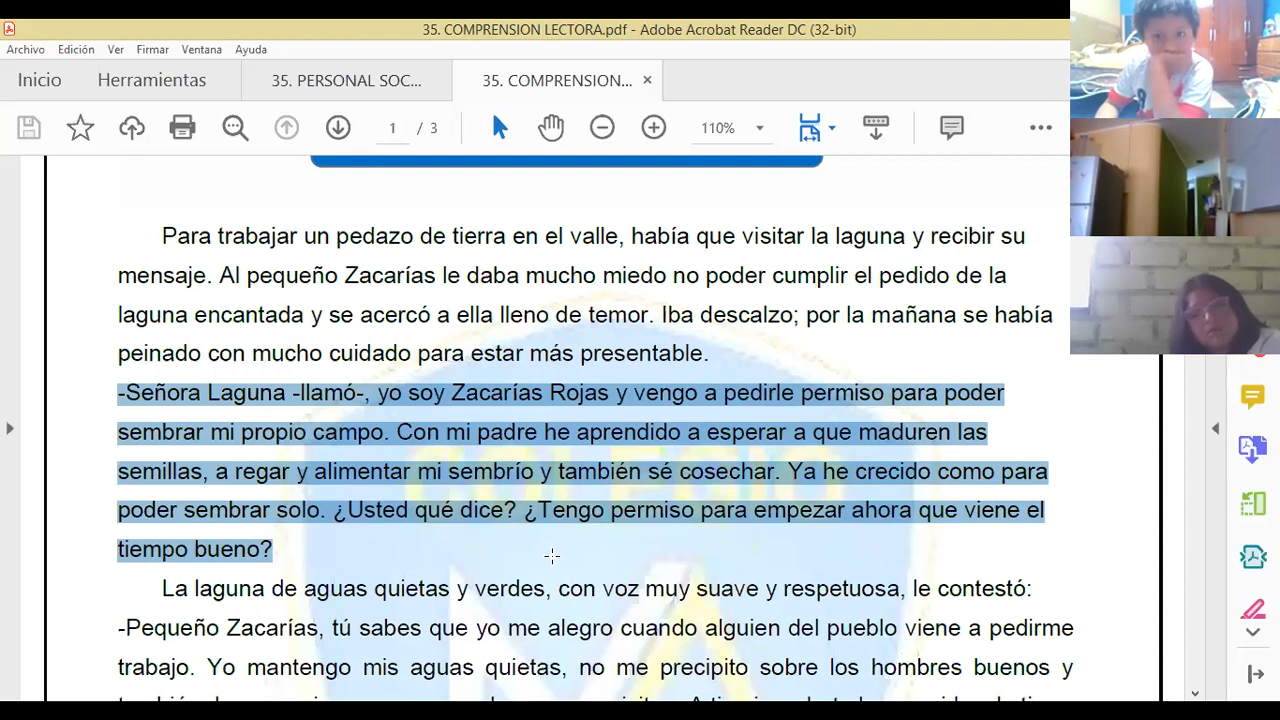 35. COMPRENSION LECTORA.pdf - Adobe Acrobat Reader DC (32-bit)
Archivo Edición Ver Firmar Ventana Ayuda
Inicio Herramientas 35. PERSONAL SOC... 35. COMPRENSION... ×
1 / 3 110%
Para trabajar un pedazo de tierra en el valle, había que visitar la laguna y recibir su
mensaje. Al pequeño Zacarías le daba mucho miedo no poder cumplir el pedido de la
laguna encantada y se acercó a ella lleno de temor. Iba descalzo; por la mañana se había
peinado con mucho cuidado para estar más presentable.
-Señora Laguna -llamó-, yo soy Zacarías Rojas y vengo a pedirle permiso para poder
sembrar mi propio campo. Con mi padre he aprendido a esperar a que maduren las
semillas, a regar y alimentar mi sembrío y también sé cosechar. Ya he crecido como para
poder sembrar solo. ¿Usted qué dice? ¿Tengo permiso para empezar ahora que viene el
tiempo bueno?
La laguna de aguas quietas y verdes, con voz muy suave y respetuosa, le contestó:
-Pequeño Zacarías, tú sabes que yo me alegro cuando alguien del pueblo viene a pedirme
trabajo. Yo mantengo mis aguas quietas, no me precipito sobre los hombres buenos y
COLEGIO